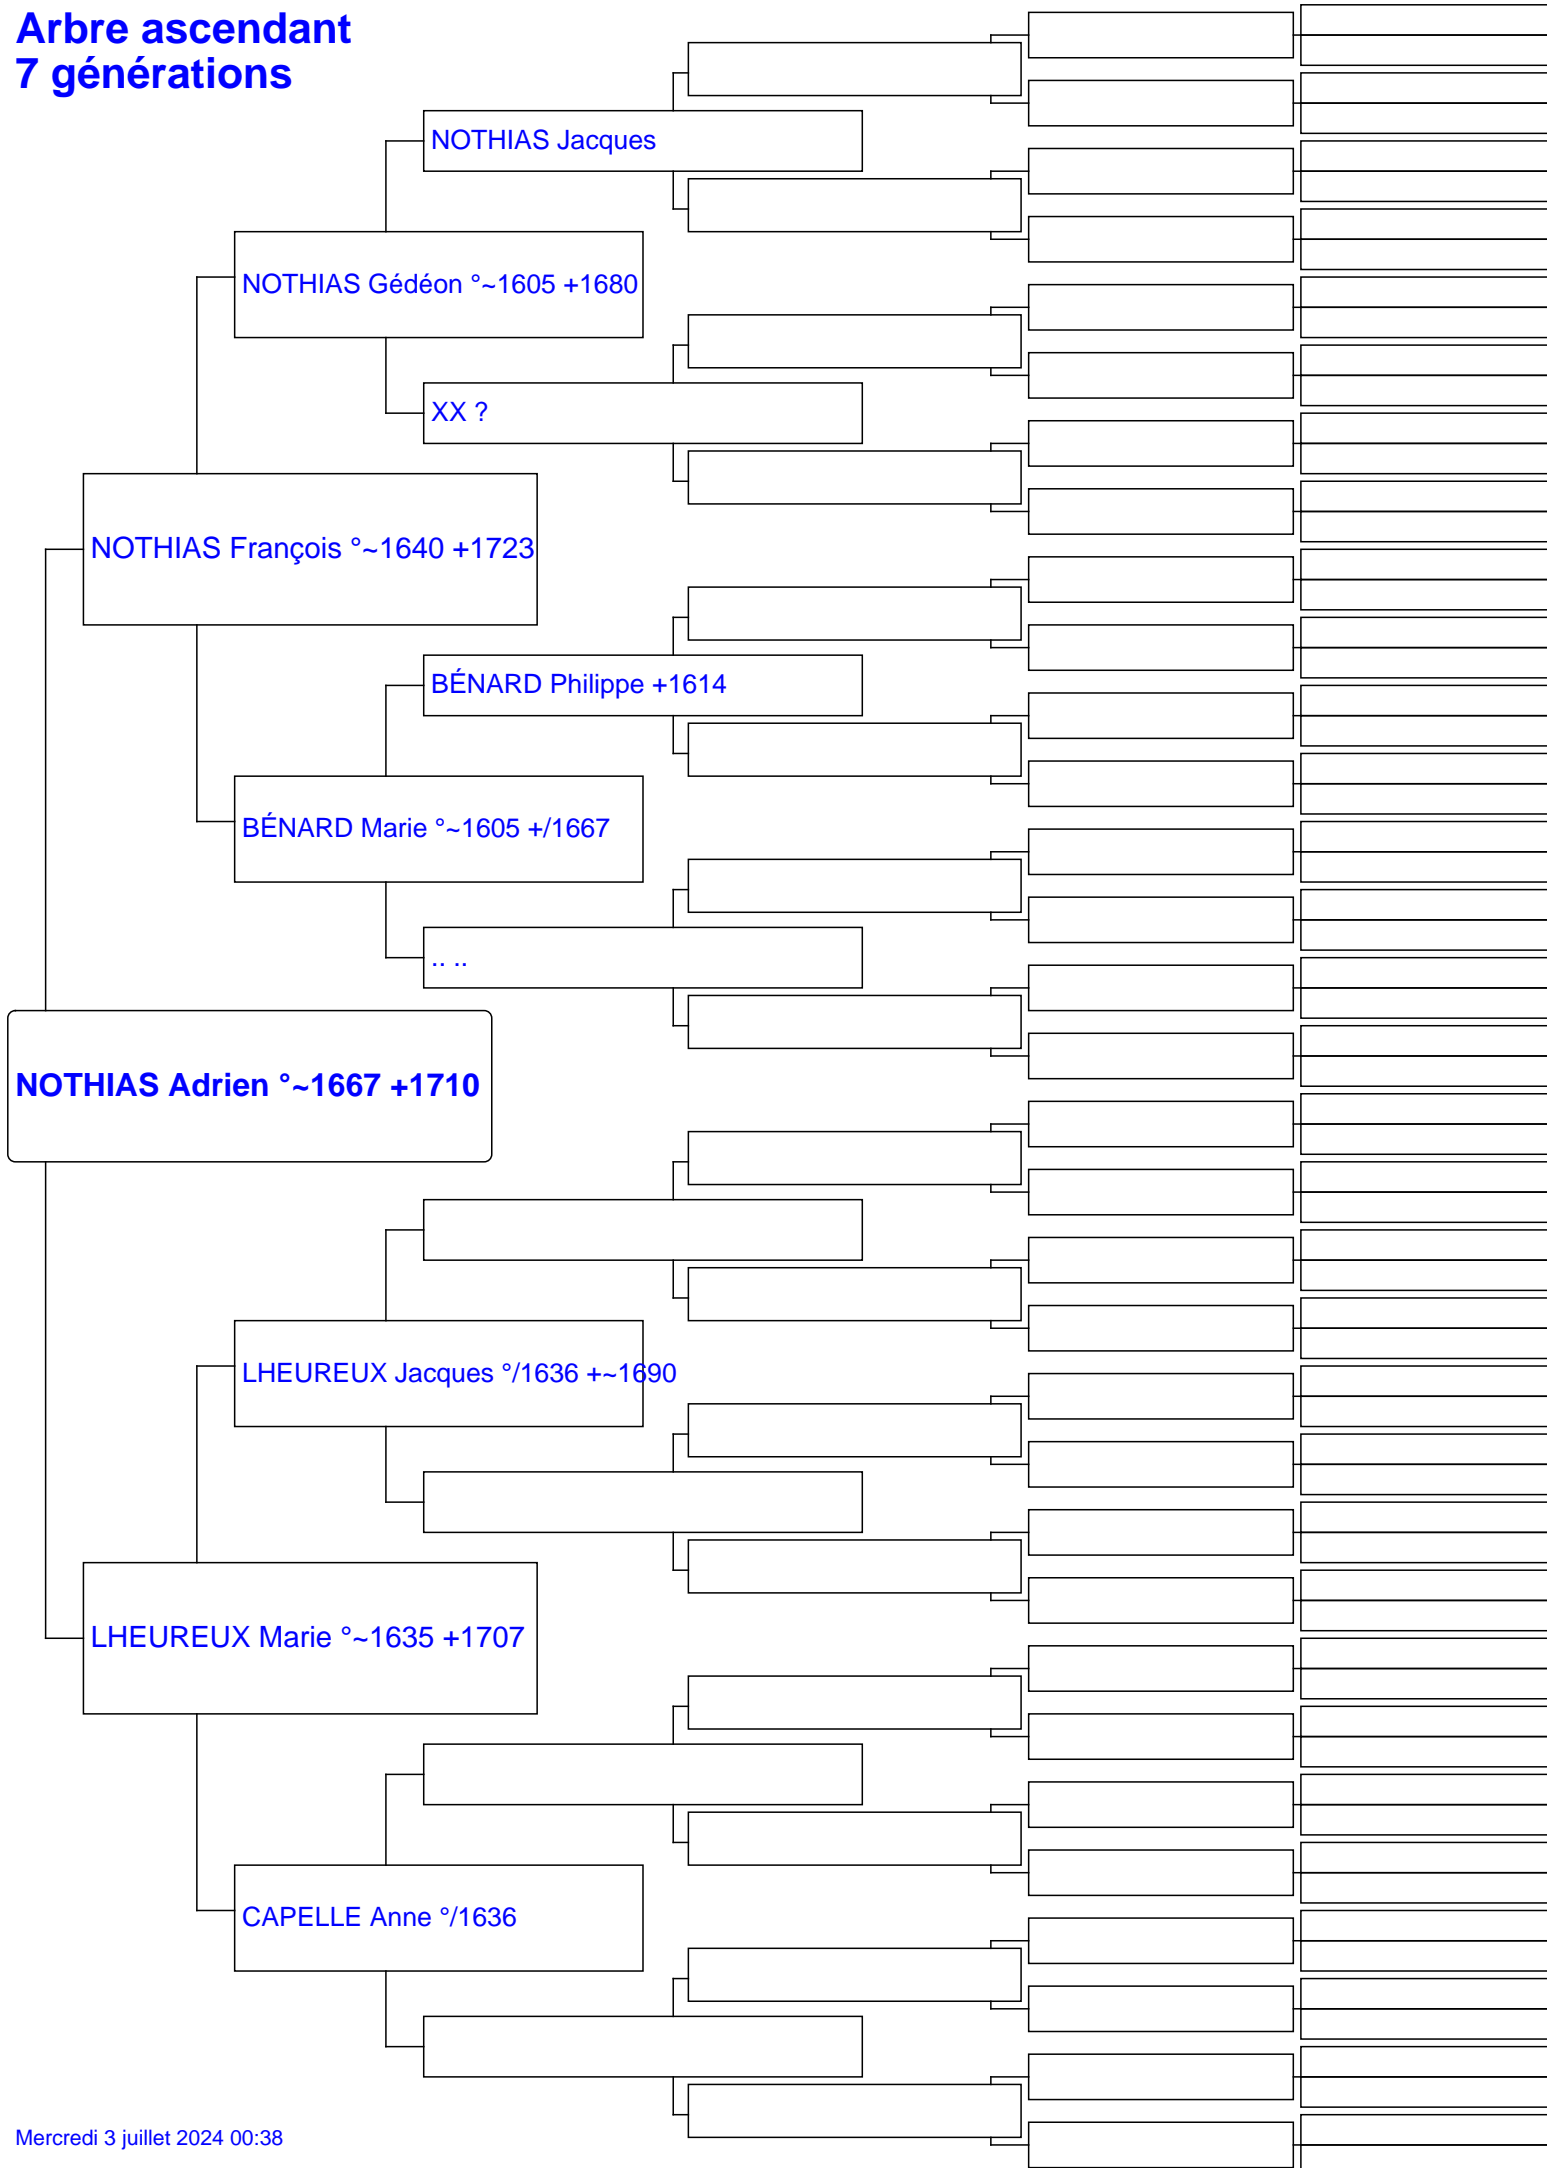 Arbre ascendant
7 générations
NOTHIAS Jacques
NOTHIAS Gédéon °~1605 +1680
XX ?
NOTHIAS François °~1640 +1723
BÉNARD Philippe +1614
BÉNARD Marie °~1605 +/1667
.. ..
NOTHIAS Adrien °~1667 +1710
LHEUREUX Jacques °/1636 +~1690
LHEUREUX Marie °~1635 +1707
CAPELLE Anne °/1636
Mercredi 3 juillet 2024 00:38